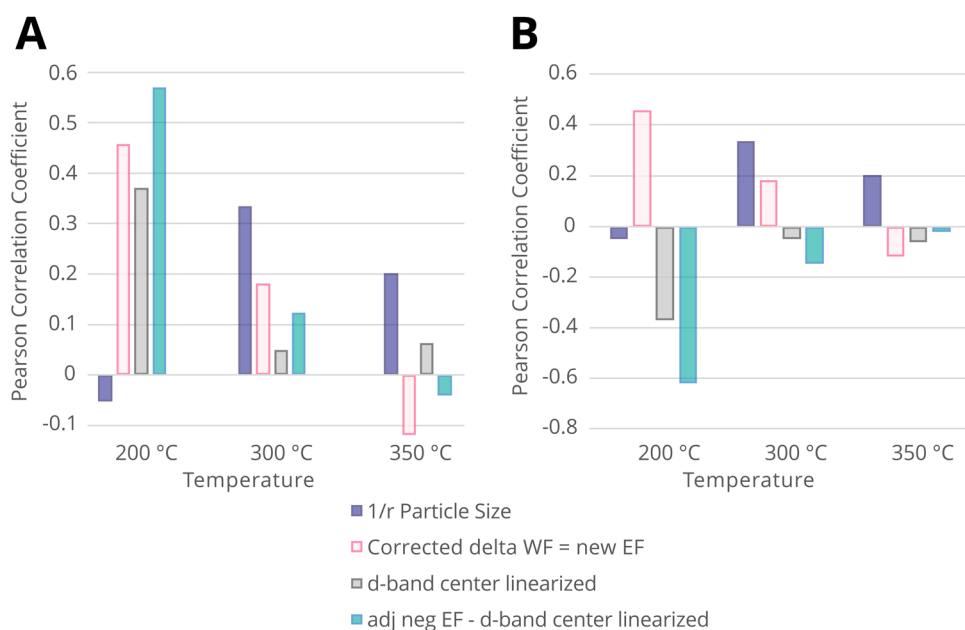 A
B
Pearson Correlation Coefficient
0.6
0.5
0.4
0.3
0.2
0.1
0
-0.1
200 °C
300 °C
350 °C
Temperature
Pearson Correlation Coefficient
0.6
0.4
0.2
0
-0.2
-0.4
-0.6
-0.8
200 °C
300 °C
350 °C
Temperature
1/r Particle Size
Corrected delta WF = new EF
d-band center linearized
adj neg EF - d-band center linearized